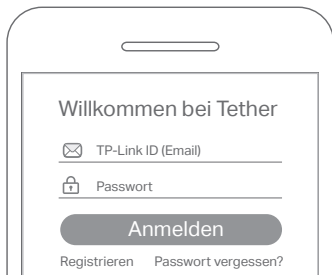 Willkommen bei Tether
TP-Link ID (Email)
Passwort
Anmelden
Registrieren Passwort vergessen?